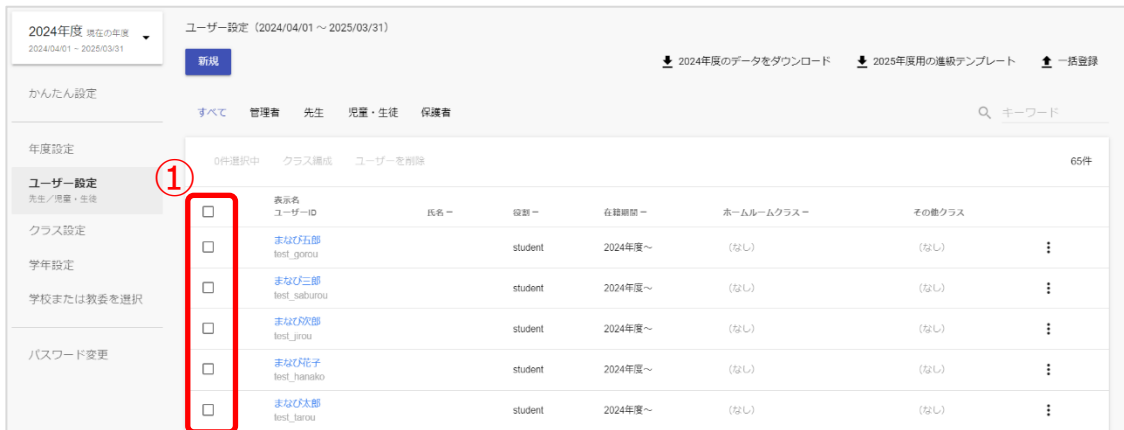 2024年度 現在の年度
2024/04/01 ~ 2025/03/31
かんたん設定
年度設定
ユーザー設定
先生/児童・生徒
クラス設定
学年設定
学校または教委を選択
パスワード変更
ユーザー設定（2024/04/01 ～ 2025/03/31）
新規
2024年度のデータをダウンロード
2025年度用の進級テンプレート
一括登録
すべて 管理者 先生 児童・生徒 保護者
キーワード
0件選択中 クラス編成 ユーザーを削除 65件
①
表示名
ユーザーID 氏名 役割 在籍期間 ホームルームクラス その他クラス
まなび五郎
test_gorou student 2024年度～ (なし) (なし)
まなび三郎
test_saburou student 2024年度～ (なし) (なし)
まなび次郎
test_jirou student 2024年度～ (なし) (なし)
まなび花子
test_hanako student 2024年度～ (なし) (なし)
まなび太郎
test_tarou student 2024年度～ (なし) (なし)